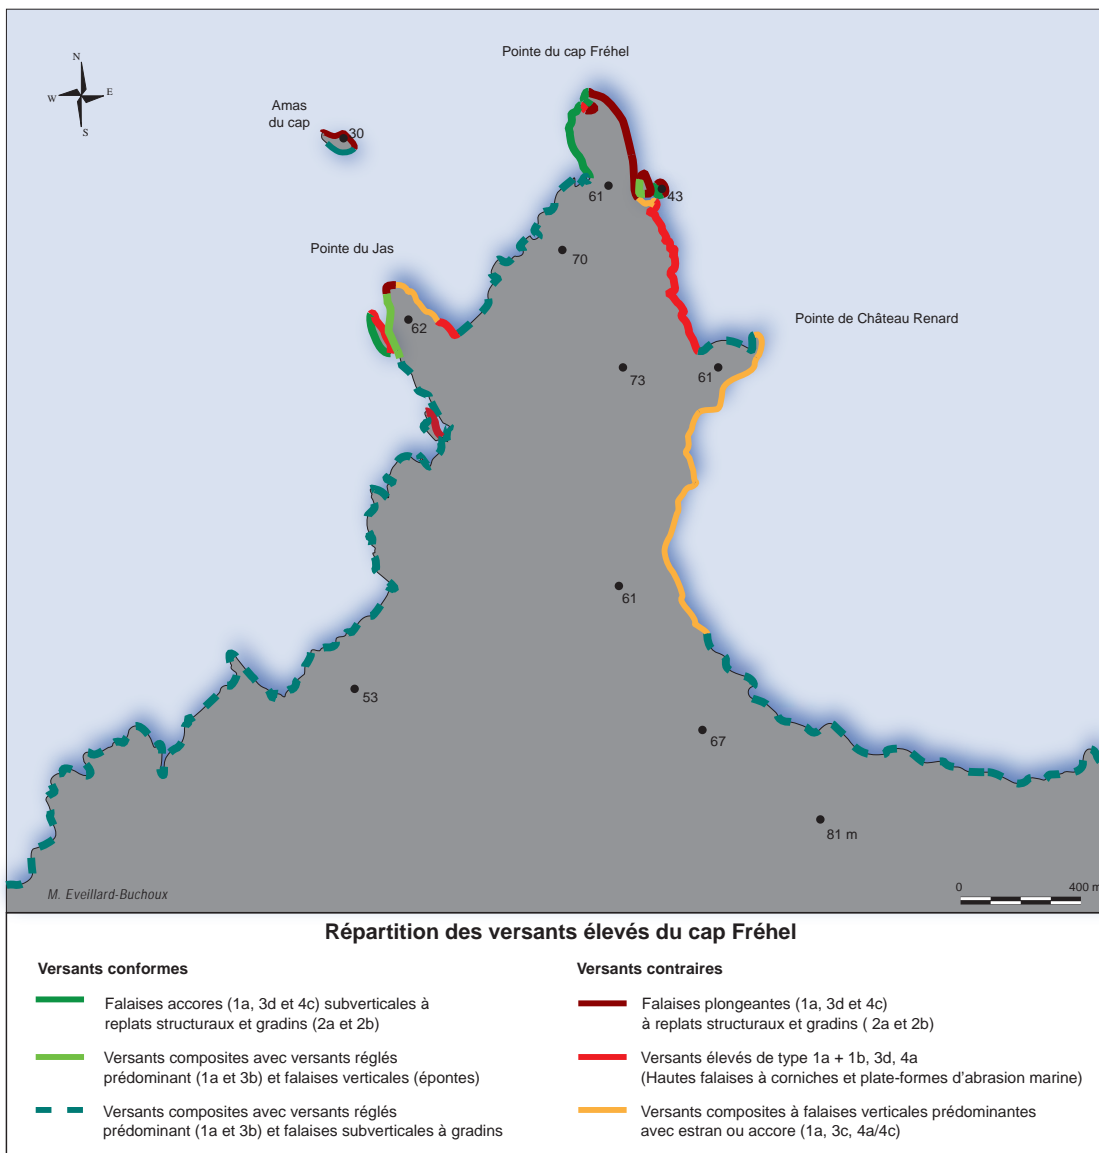 Pointe du cap Fréhel
N
W
E
S
Amas
du cap
30
61
43
70
Pointe du Jas
62
Pointe de Château Renard
73
61
61
53
67
81 m
M. Eveillard-Buchoux
0
400 m
Répartition des versants élevés du cap Fréhel
Versants conformes
Falaises accores (1a, 3d et 4c) subverticales à
replats structuraux et gradins (2a et 2b)
Versants composites avec versants réglés
prédominant (1a et 3b) et falaises verticales (épontes)
Versants composites avec versants réglés
prédominant (1a et 3b) et falaises subverticales à gradins
Versants contraires
Falaises plongeantes (1a, 3d et 4c)
à replats structuraux et gradins ( 2a et 2b)
Versants élevés de type 1a + 1b, 3d, 4a
(Hautes falaises à corniches et plate-formes d'abrasion marine)
Versants composites à falaises verticales prédominantes
avec estran ou accore (1a, 3c, 4a/4c)